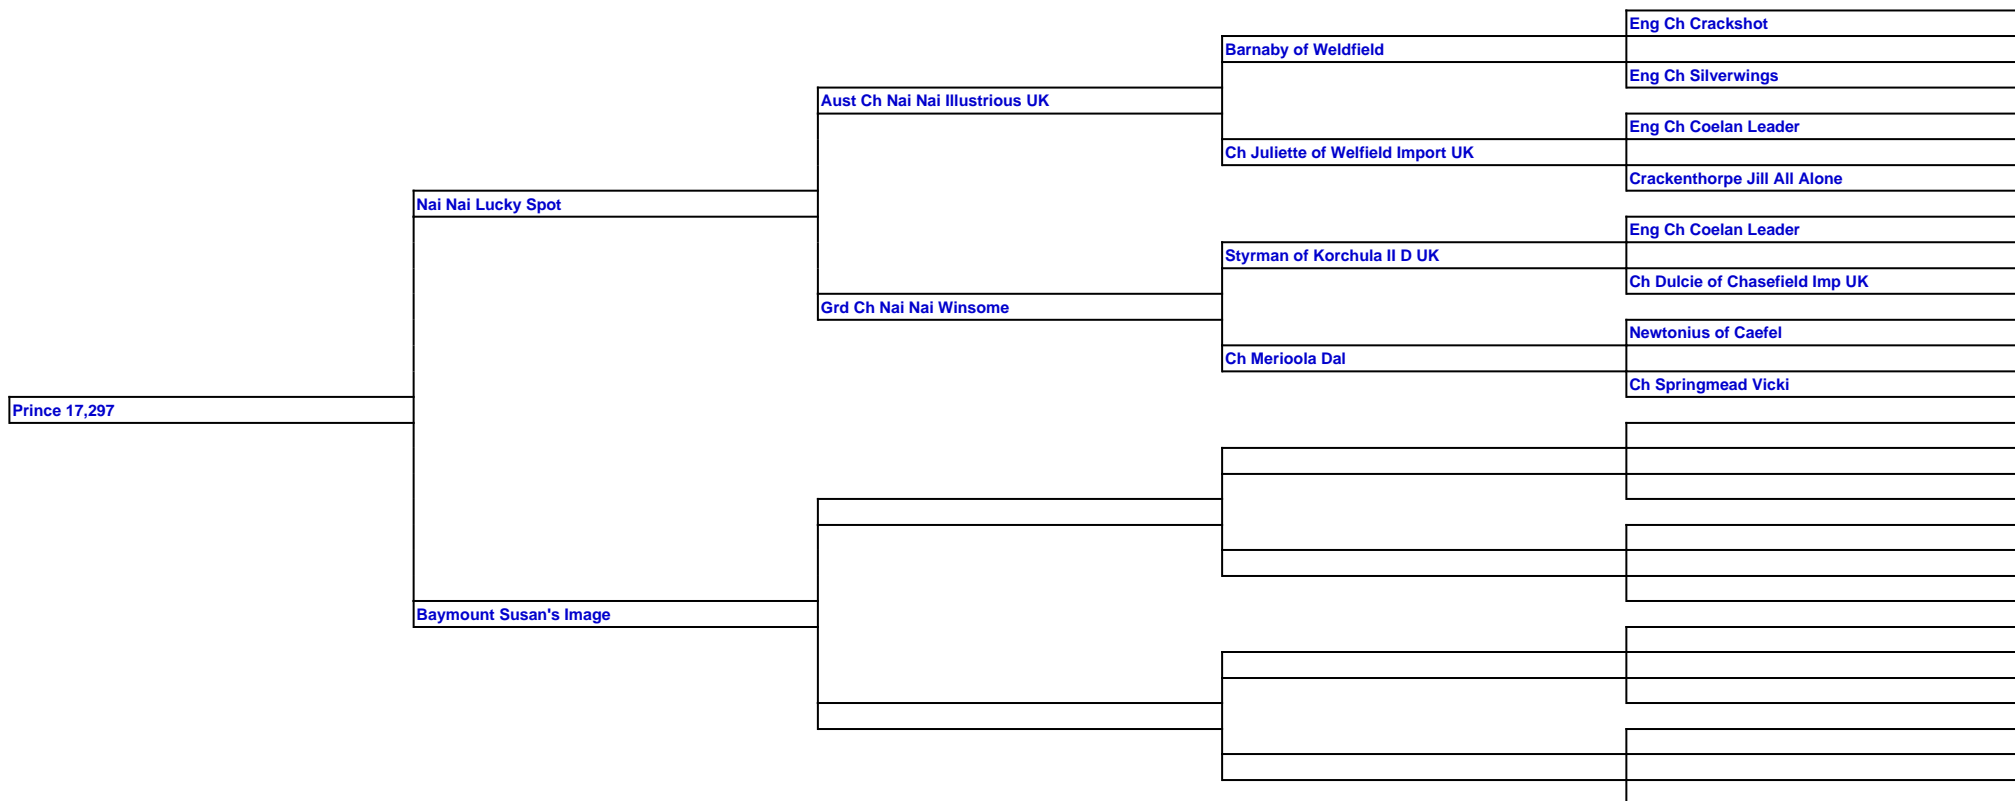 Eng Ch Crackshot
Barnaby of Weldfield
Eng Ch Silverwings
Aust Ch Nai Nai Illustrious UK
Eng Ch Coelan Leader
Ch Juliette of Welfield Import UK
Crackenthorpe Jill All Alone
Nai Nai Lucky Spot
Eng Ch Coelan Leader
Styrman of Korchula II D UK
Ch Dulcie of Chasefield Imp UK
Grd Ch Nai Nai Winsome
Newtonius of Caefel
Ch Merioola Dal
Ch Springmead Vicki
Prince 17,297
Baymount Susan's Image